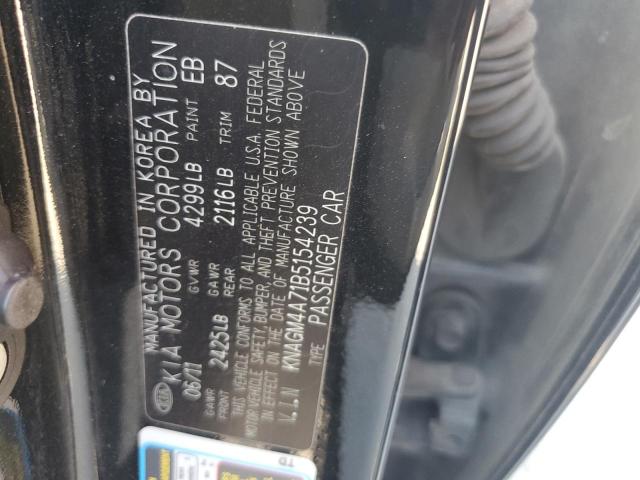 MANUFACTURED IN KOREA BY
KIA KIA MOTORS CORPORATION
06/11 GVWR 4299LB PAINT EB
GAWR FRONT 2425LB GAWR REAR 2116LB TRIM 87
THIS VEHICLE CONFORMS TO ALL APPLICABLE U.S.A. FEDERAL
MOTOR VEHICLE SAFETY, BUMPER, AND THEFT PREVENTION STANDARDS
IN EFFECT ON THE DATE OF MANUFACTURE SHOWN ABOVE
V.I.N KNAGM4A71B5154239
TYPE PASSENGER CAR
TD